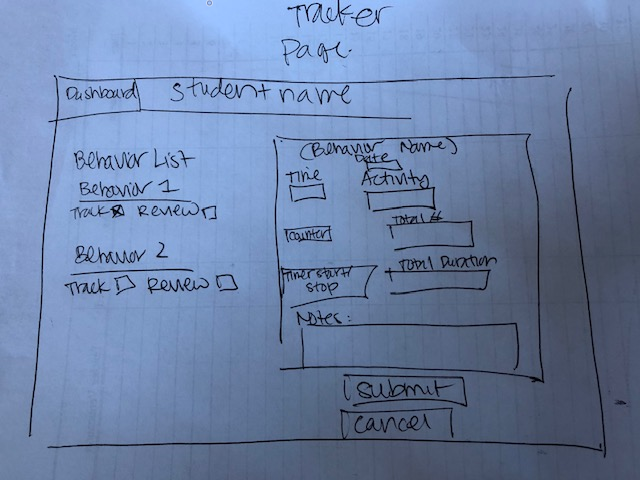 Tracker
Page.
Dashboard Student name
Behavior List
Behavior 1
Track Review
Behavior 2
Track Review
(Behavior Name)
Date
Time Activity
Counter Total #
Timer start/ Total Duration
stop
Notes:
Submit
Cancel